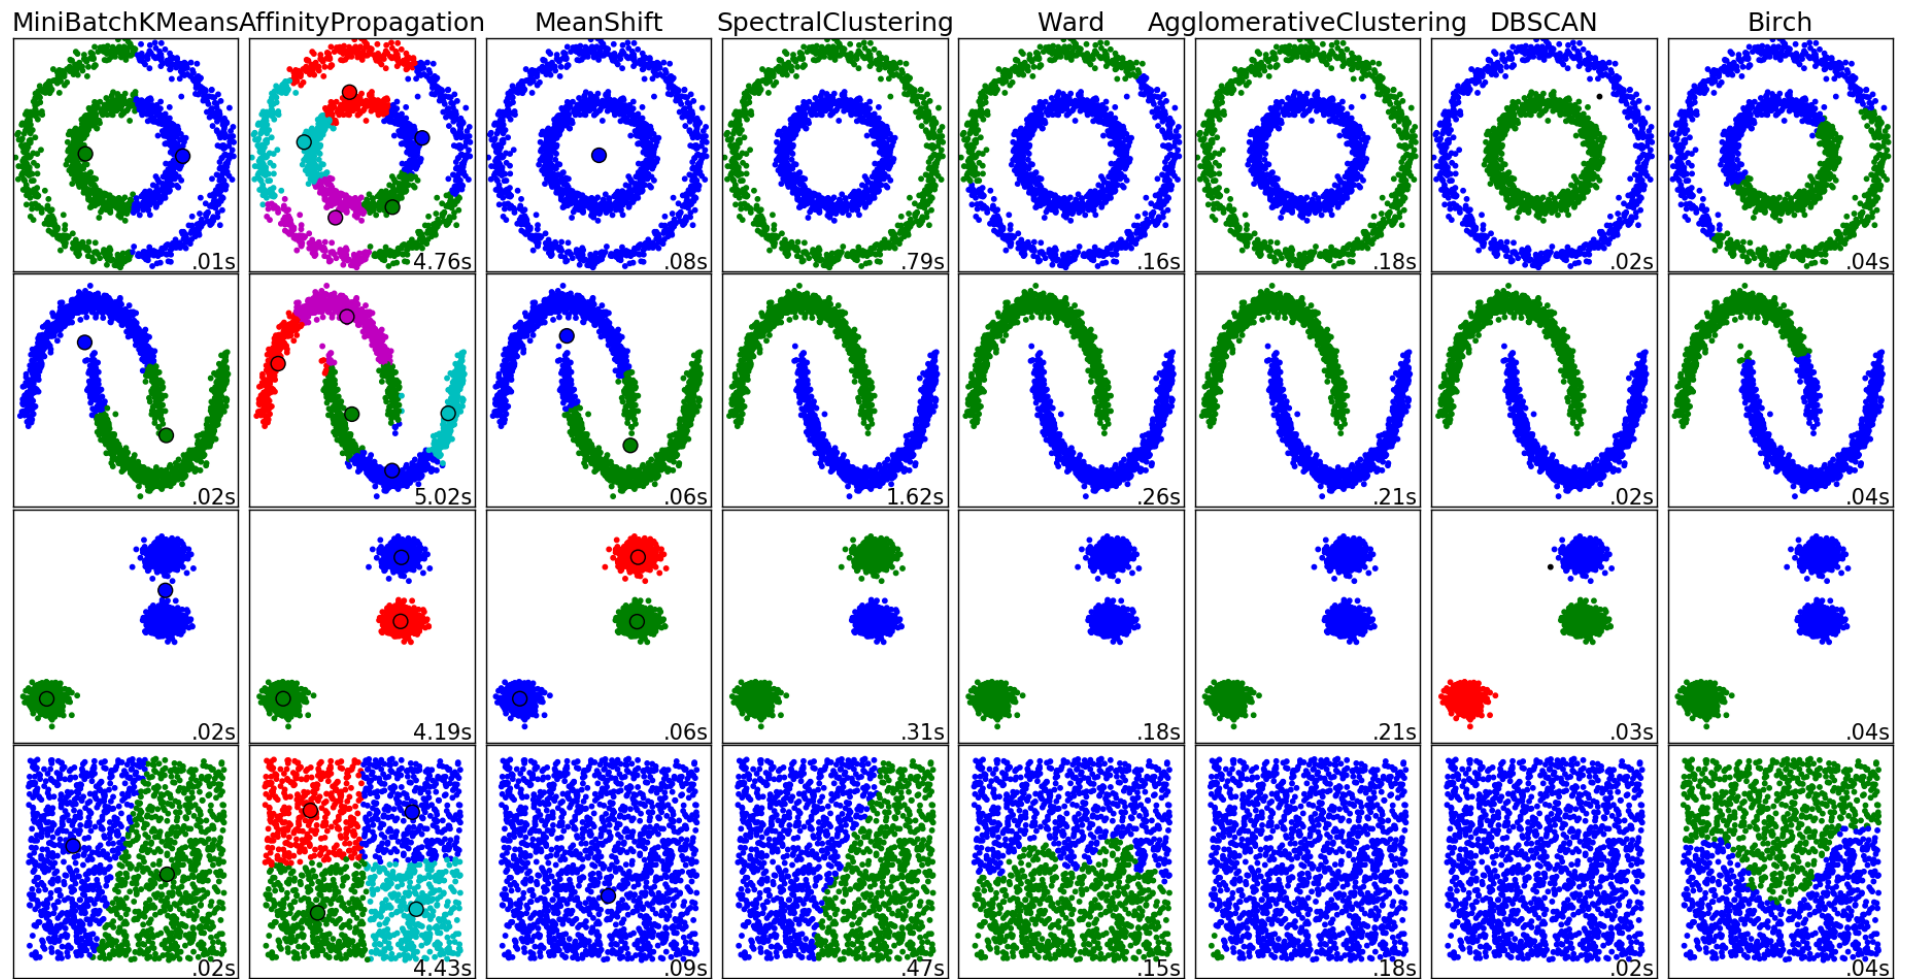 MiniBatchKMeans AffinityPropagation MeanShift SpectralClustering Ward AgglomerativeClustering DBSCAN Birch
.01s 4.76s .08s .79s .16s .18s .02s .04s
.02s 5.02s .06s 1.62s .26s .21s .02s .04s
.02s 4.19s .06s .31s .18s .21s .03s .04s
.02s 4.43s .09s .47s .15s .18s .02s .04s